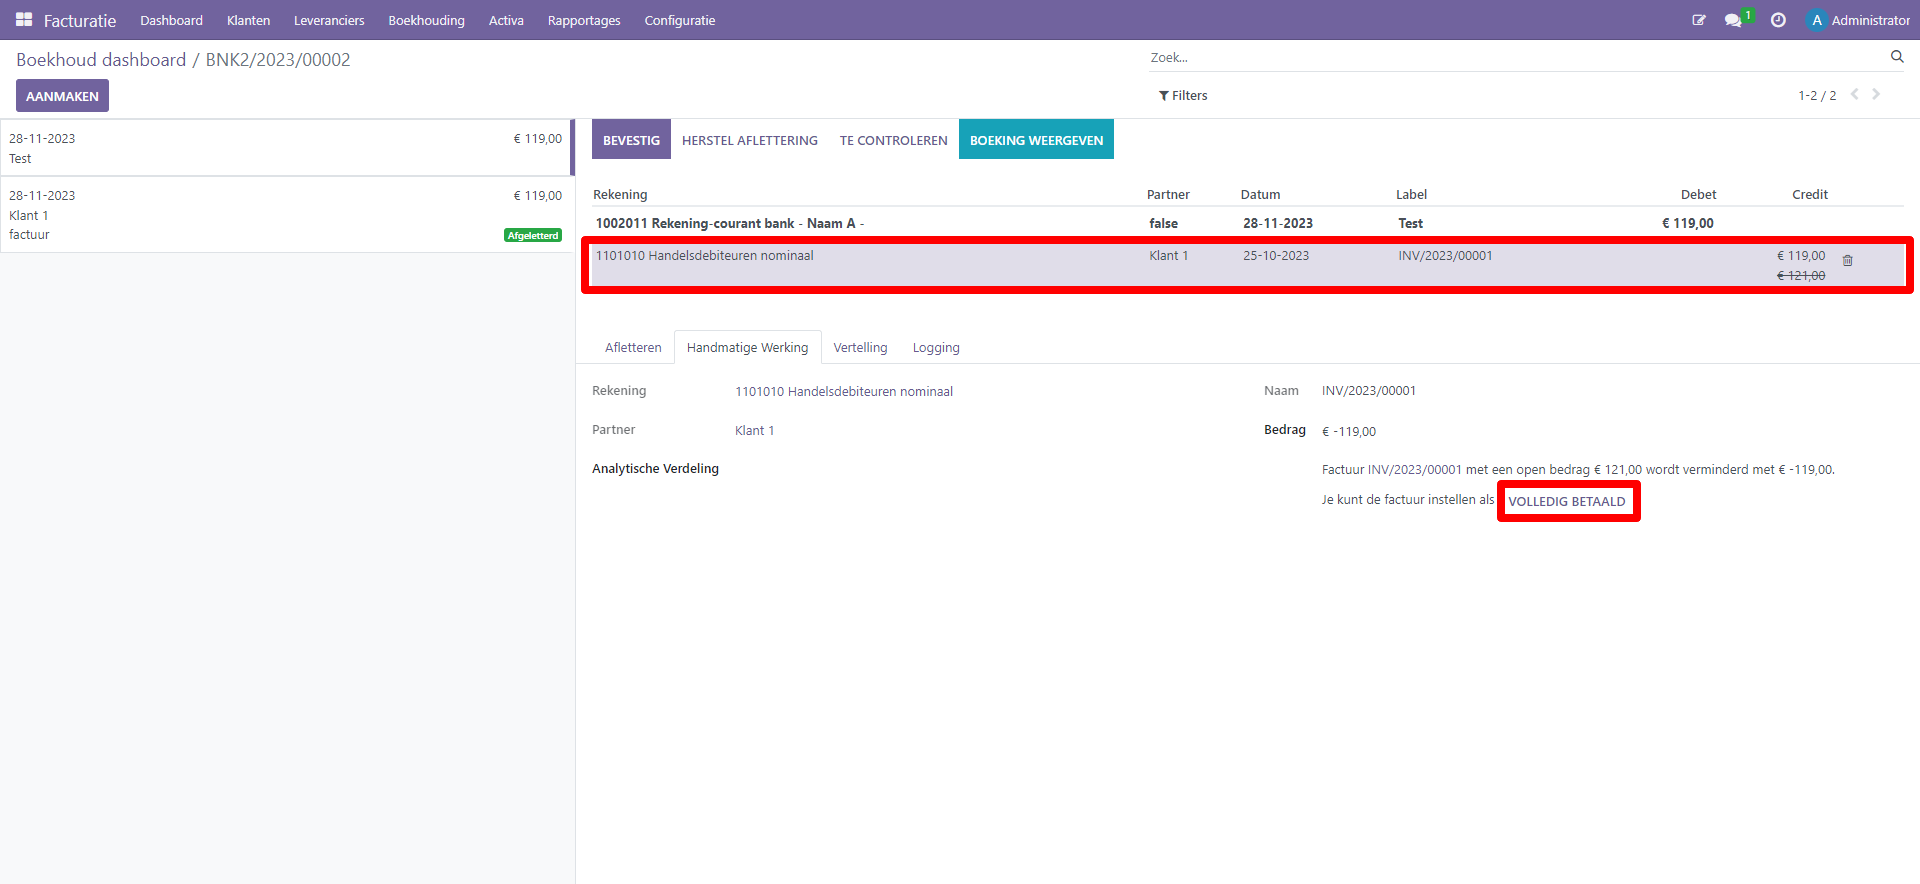 Facturatie Dashboard Klanten Leveranciers Boekhouding Activa Rapportages Configuratie 1 A Administrator
Boekhoud dashboard / BNK2/2023/00002
Zoek...
AANMAKEN
Filters
1-2 / 2
28-11-2023 € 119,00
Test
28-11-2023 € 119,00
Klant 1
factuur Afgeletterd
BEVESTIG HERSTEL AFLETTERING TE CONTROLEREN BOEKING WEERGEVEN
Rekening Partner Datum Label Debet Credit
1002011 Rekening-courant bank - Naam A - false 28-11-2023 Test € 119,00
1101010 Handelsdebiteuren nominaal Klant 1 25-10-2023 INV/2023/00001 € 119,00
€ 121,00
Afletteren Handmatige Werking Vertelling Logging
Rekening 1101010 Handelsdebiteuren nominaal Naam INV/2023/00001
Partner Klant 1 Bedrag € -119,00
Analytische Verdeling Factuur INV/2023/00001 met een open bedrag € 121,00 wordt verminderd met € -119,00.
Je kunt de factuur instellen als VOLLEDIG BETAALD